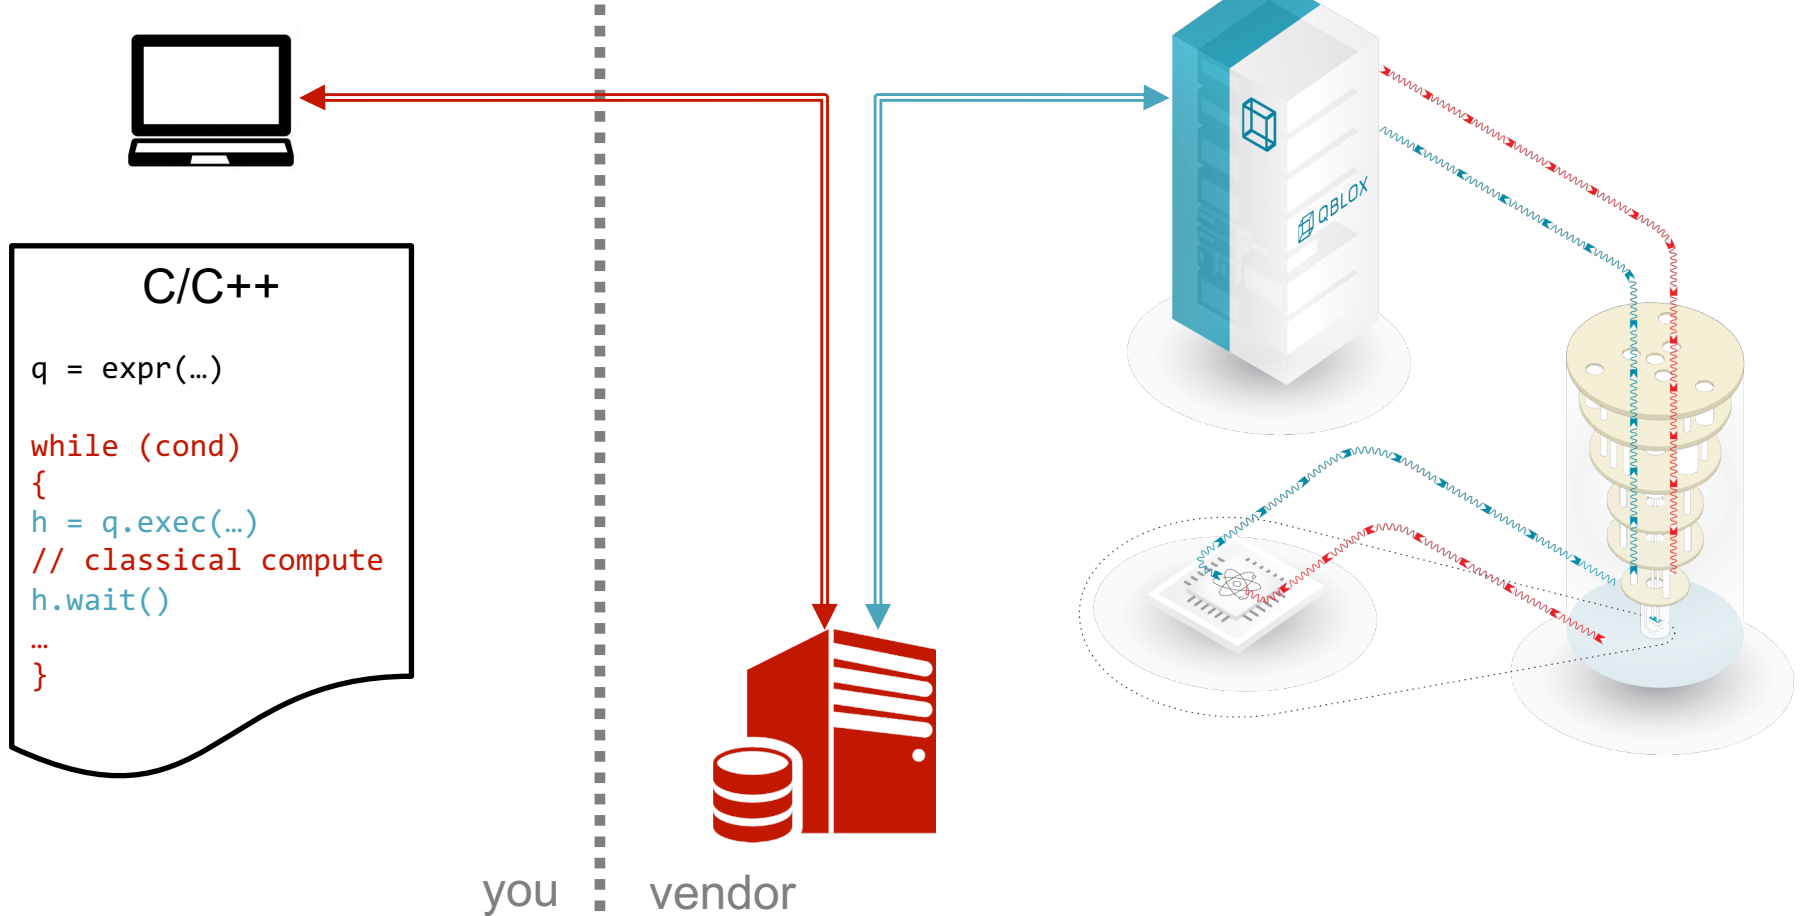 C/C++
q = expr(…)
while (cond)
{
h = q.exec(…)
// classical compute
h.wait()
…
}
you
vendor
QBLOX